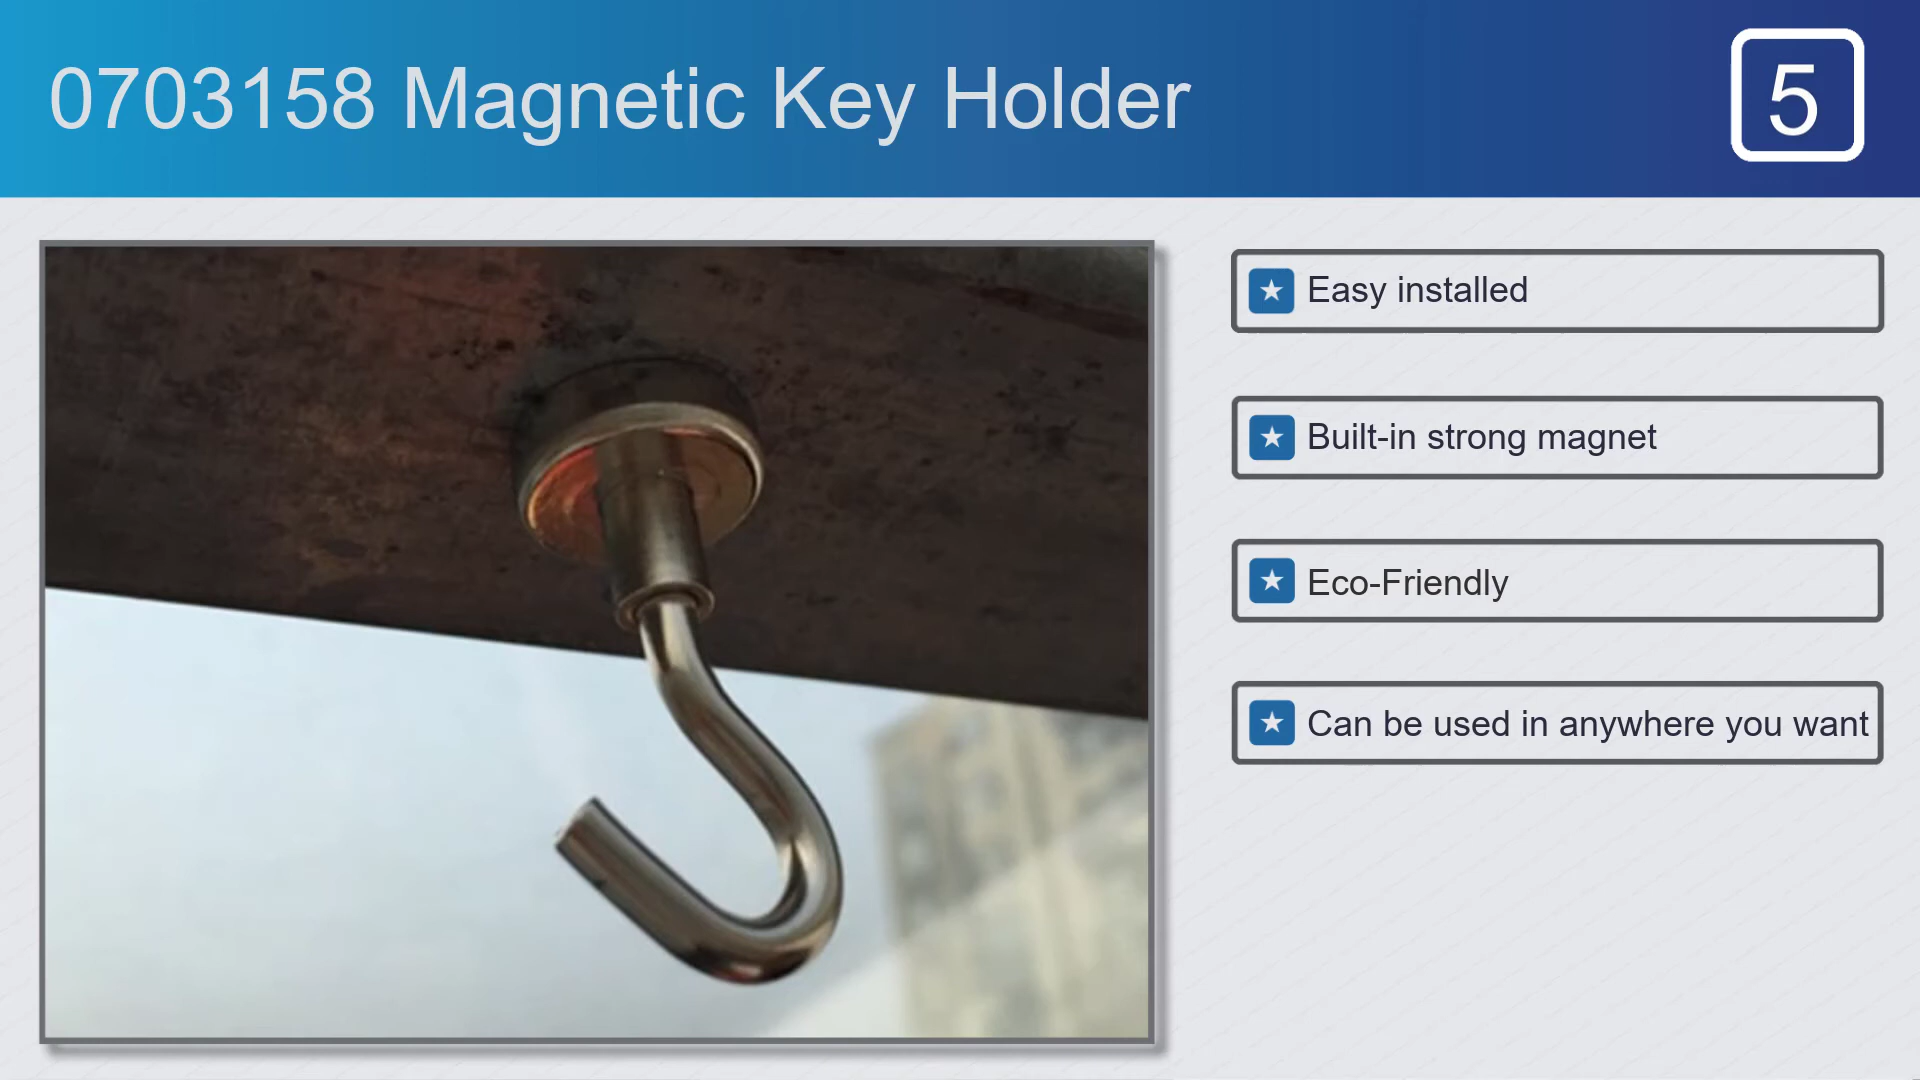 0703158 Magnetic Key Holder
5
Easy installed
Built-in strong magnet
Eco-Friendly
Can be used in anywhere you want